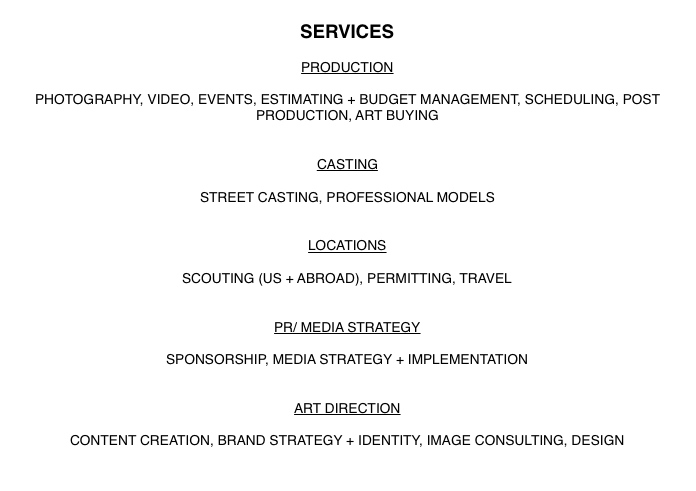 SERVICES
PRODUCTION
PHOTOGRAPHY, VIDEO, EVENTS, ESTIMATING + BUDGET MANAGEMENT, SCHEDULING, POST
PRODUCTION, ART BUYING
CASTING
STREET CASTING, PROFESSIONAL MODELS
LOCATIONS
SCOUTING (US + ABROAD), PERMITTING, TRAVEL
PR/ MEDIA STRATEGY
SPONSORSHIP, MEDIA STRATEGY + IMPLEMENTATION
ART DIRECTION
CONTENT CREATION, BRAND STRATEGY + IDENTITY, IMAGE CONSULTING, DESIGN